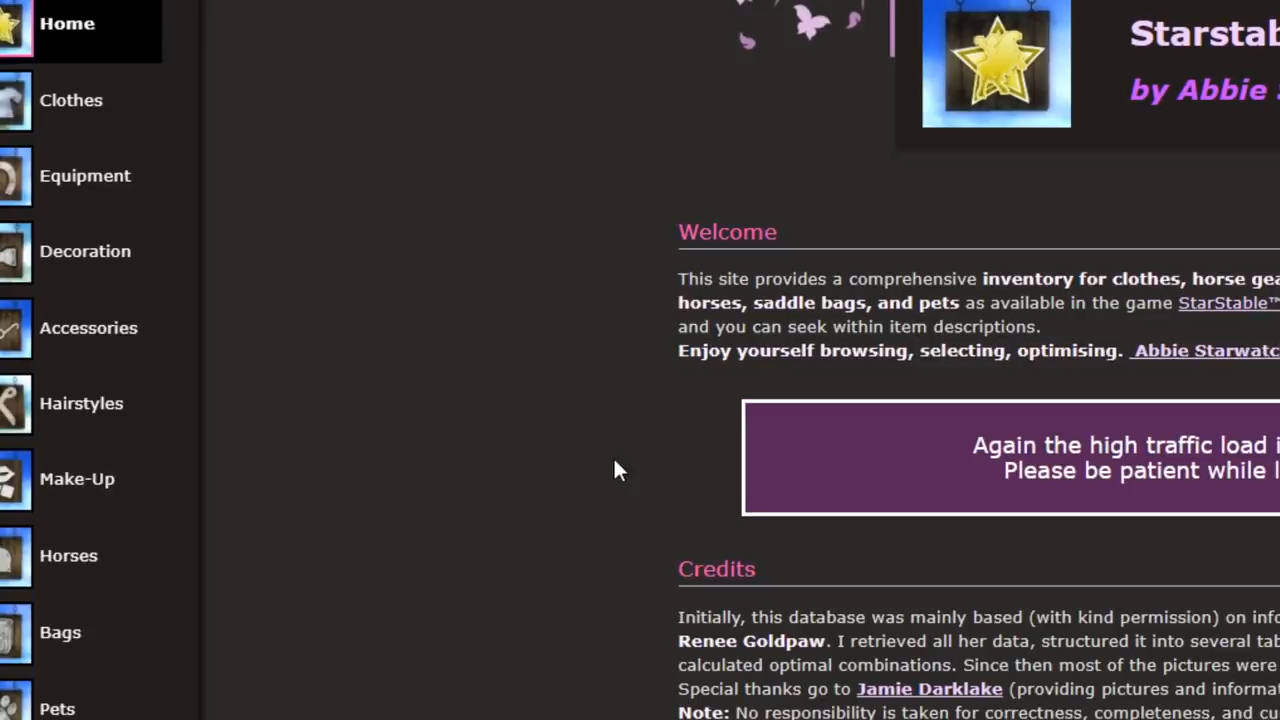 Home
Clothes
Equipment
Decoration
Accessories
Hairstyles
Make-Up
Horses
Bags
Pets
Starstab
by Abbie
Welcome
This site provides a comprehensive inventory for clothes, horse gea
horses, saddle bags, and pets as available in the game StarStable™
and you can seek within item descriptions.
Enjoy yourself browsing, selecting, optimising. Abbie Starwatc
Again the high traffic load i
Please be patient while l
Credits
Initially, this database was mainly based (with kind permission) on info
Renee Goldpaw. I retrieved all her data, structured it into several tab
calculated optimal combinations. Since then most of the pictures were
Special thanks go to Jamie Darklake (providing pictures and informat
Note: No responsibility is taken for correctness, completeness, and cu